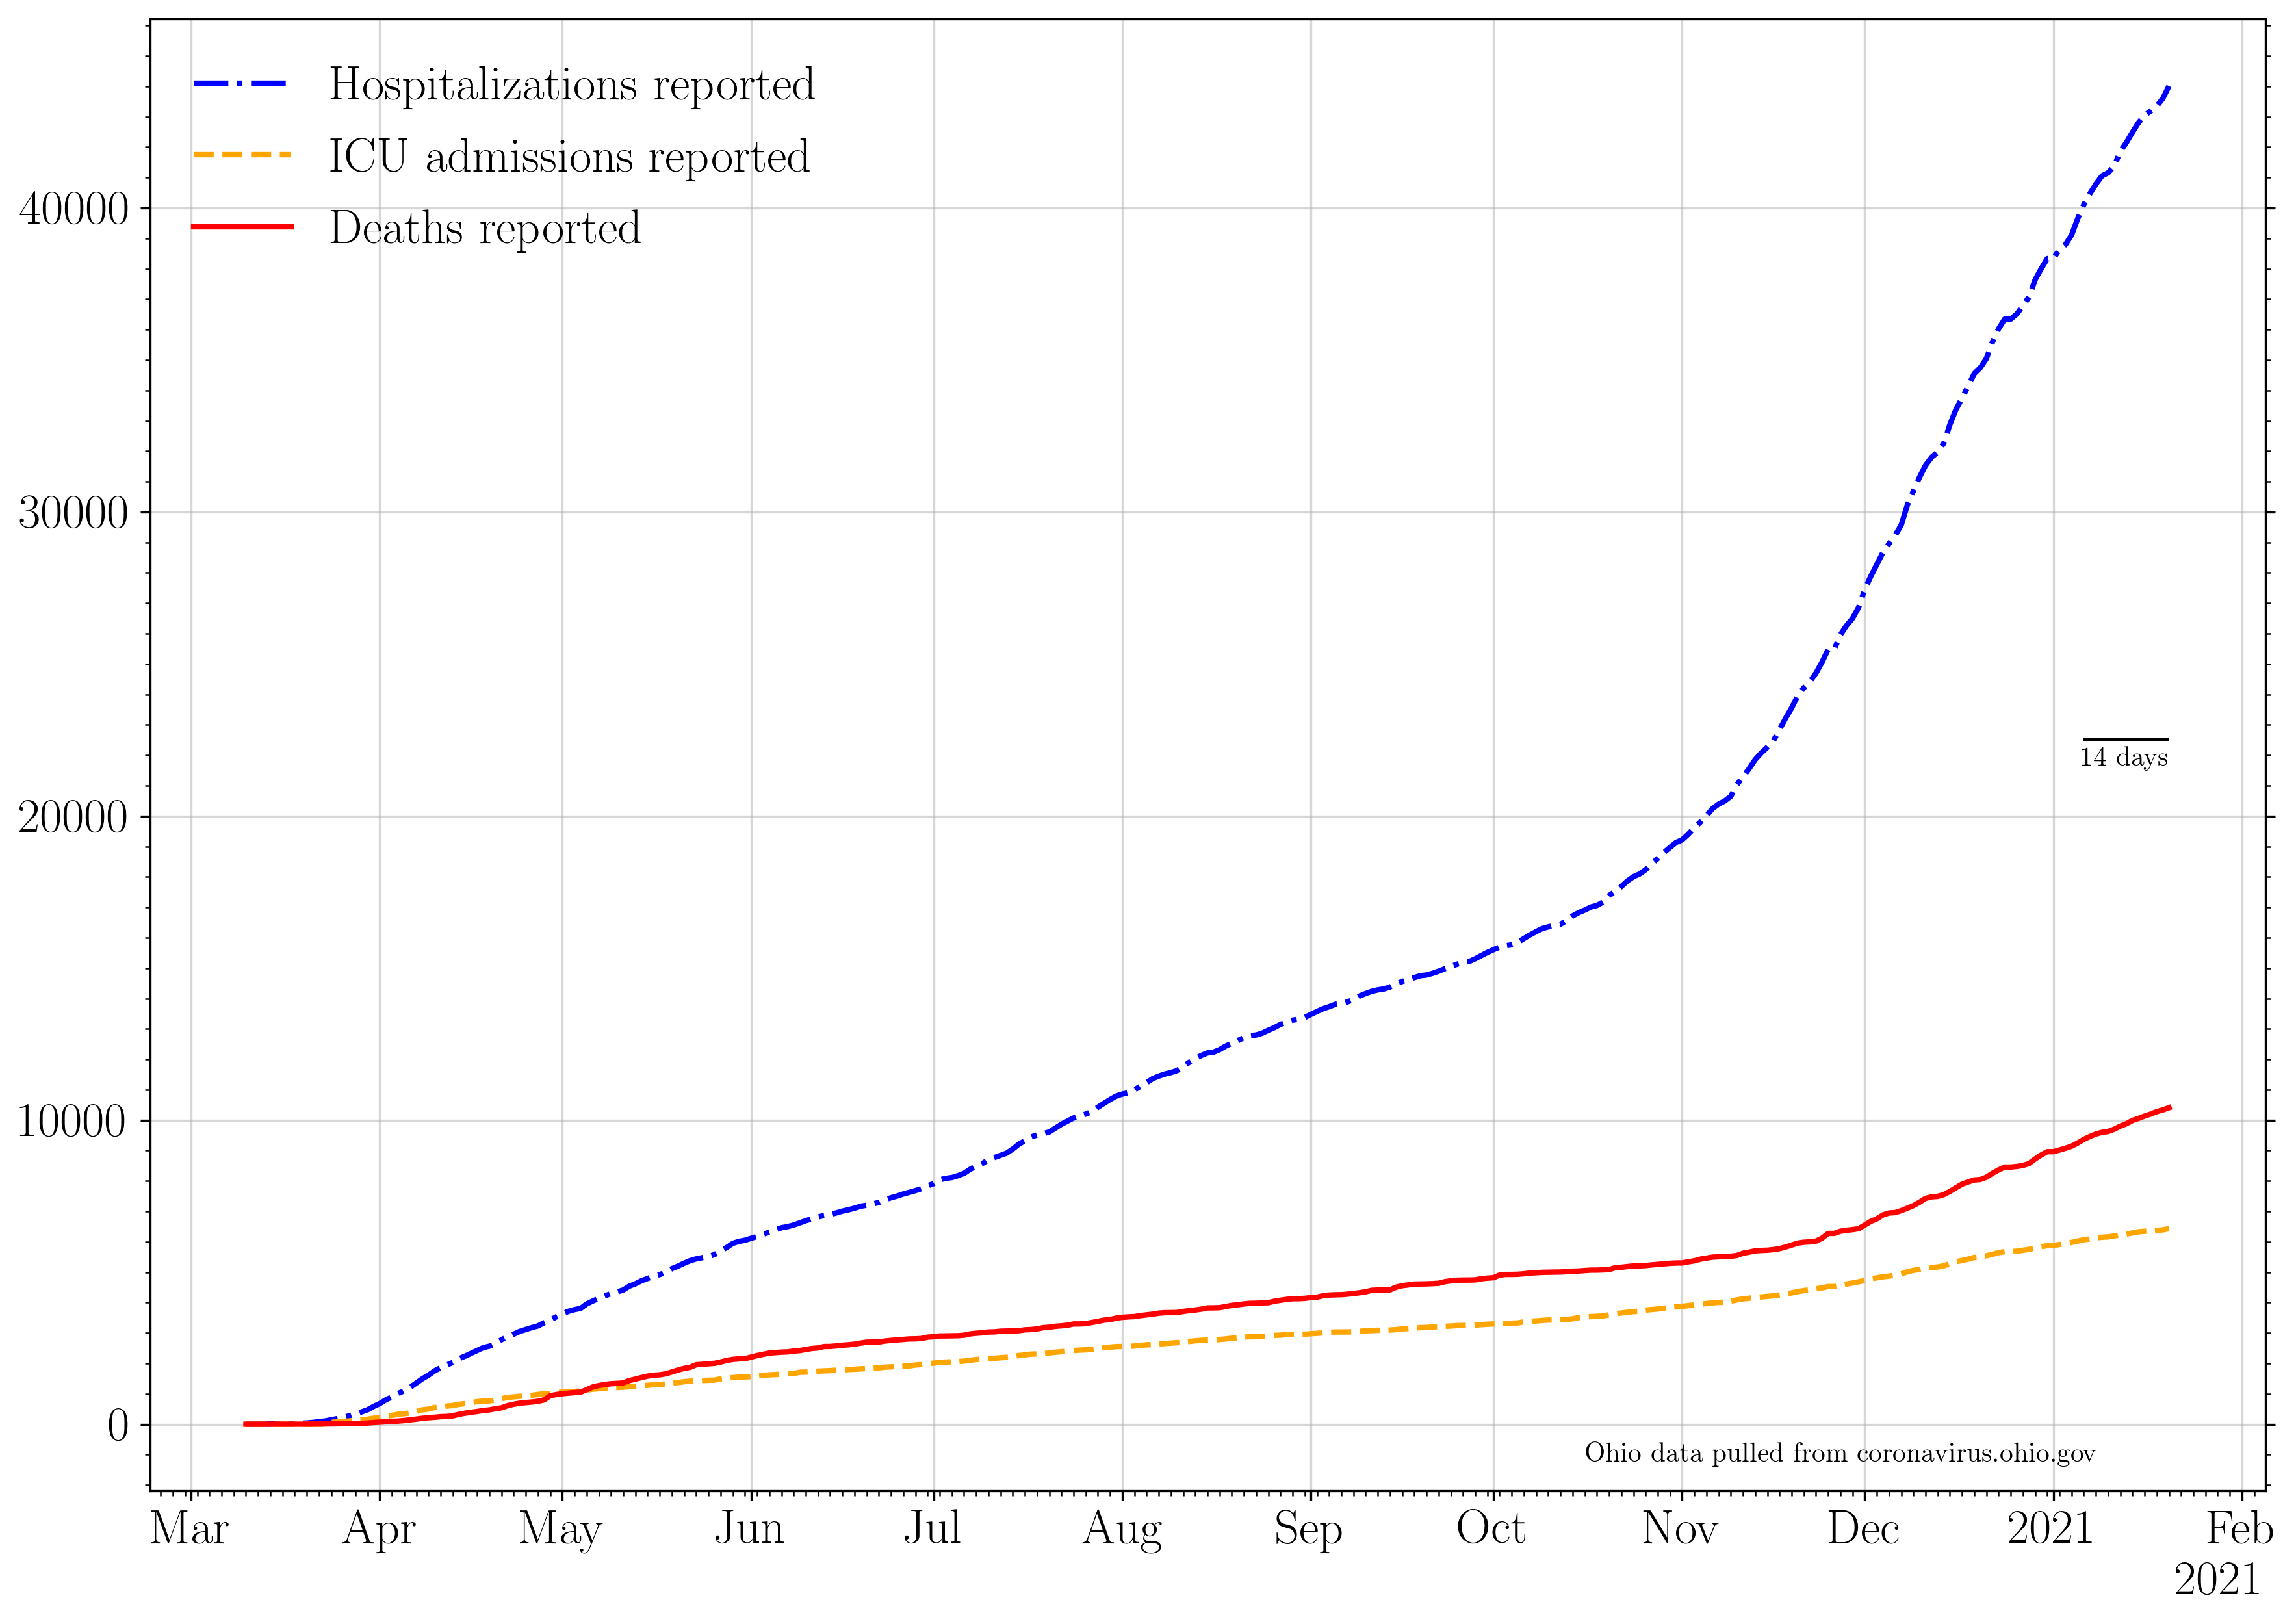 Hospitalizations reported
ICU admissions reported
Deaths reported
40000
30000
20000
10000
0
14 days
Ohio data pulled from coronavirus.ohio.gov
Mar Apr May Jun Jul Aug Sep Oct Nov Dec 2021 Feb
2021